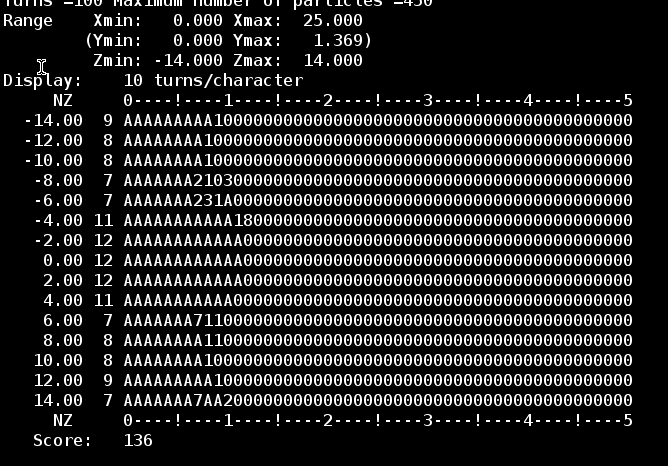 Turns =100 Maximum number of particles =450
Range    Xmin:   0.000 Xmax:  25.000
(Ymin:   0.000 Ymax:   1.369)
Zmin: -14.000 Zmax:  14.000
Display:    10 turns/character
NZ     0----!----1----!----2----!----3----!----4----!----5
-14.00  9 AAAAAAAAA100000000000000000000000000000000000000000
-12.00  8 AAAAAAAA1000000000000000000000000000000000000000000
-10.00  8 AAAAAAAA1000000000000000000000000000000000000000000
-8.00  7 AAAAAAA21030000000000000000000000000000000000000000
-6.00  7 AAAAAAA231A0000000000000000000000000000000000000000
-4.00 11 AAAAAAAAAAA1800000000000000000000000000000000000000
-2.00 12 AAAAAAAAAAAA000000000000000000000000000000000000000
0.00 12 AAAAAAAAAAAA000000000000000000000000000000000000000
2.00 12 AAAAAAAAAAAA000000000000000000000000000000000000000
4.00 11 AAAAAAAAAAA0000000000000000000000000000000000000000
6.00  7 AAAAAAA71100000000000000000000000000000000000000000
8.00  8 AAAAAAAA1100000000000000000000000000000000000000000
10.00  8 AAAAAAAA1000000000000000000000000000000000000000000
12.00  9 AAAAAAAAA100000000000000000000000000000000000000000
14.00  7 AAAAAAA7AA20000000000000000000000000000000000000000
NZ     0----!----1----!----2----!----3----!----4----!----5
Score:   136